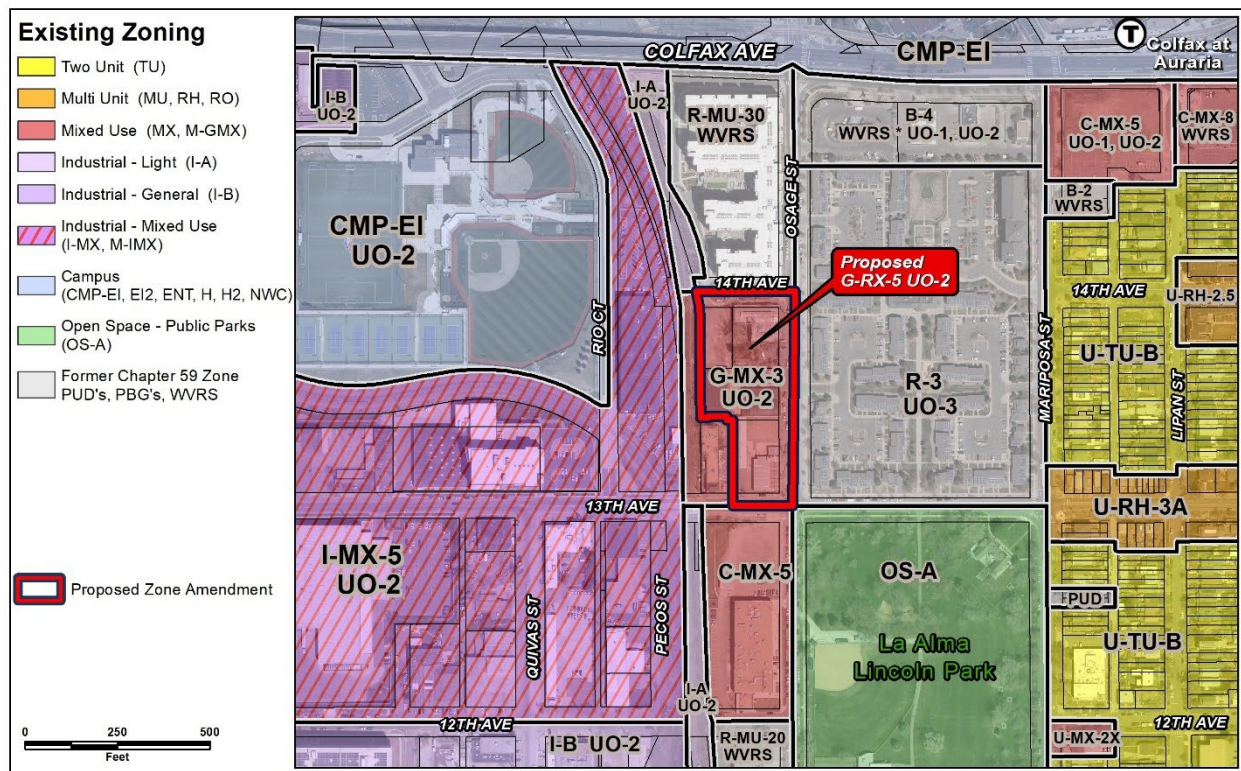 Existing Zoning
Two Unit (TU)
Multi Unit (MU, RH, RO)
Mixed Use (MX, M-GMX)
Industrial - Light (I-A)
Industrial - General (I-B)
Industrial - Mixed Use
(I-MX, M-IMX)
Campus
(CMP-EI, EI2, ENT, H, H2, NWC)
Open Space - Public Parks
(OS-A)
Former Chapter 59 Zone
PUD's, PBG's, WVRS
Proposed Zone Amendment
0 250 500
Feet
COLFAX AVE
CMP-EI
T
Colfax at
Auraria
I-B
UO-2
I-A
UO-2
R-MU-30
WVRS
B-4
WVRS * UO-1, UO-2
C-MX-5
UO-1, UO-2
C-MX-8
WVRS
B-2
WVRS
CMP-EI
UO-2
RIO CT
OSAGE ST
14TH AVE
Proposed
G-RX-5 UO-2
G-MX-3
UO-2
R-3
UO-3
MARIPOSA ST
14TH AVE
U-RH-2.5
U-TU-B
LIPAN ST
13TH AVE
U-RH-3A
I-MX-5
UO-2
QUIVAS ST
PECOS ST
C-MX-5
OS-A
La Alma
Lincoln Park
PUD
U-TU-B
I-A
UO-2
12TH AVE
I-B UO-2
R-MU-20
WVRS
12TH AVE
U-MX-2X